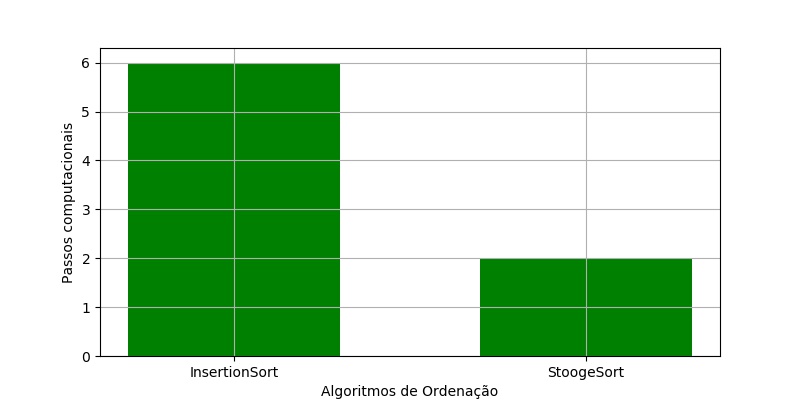 6
5
4
3
2
1
0
Passos computacionais
InsertionSort StoogeSort
Algoritmos de Ordenação